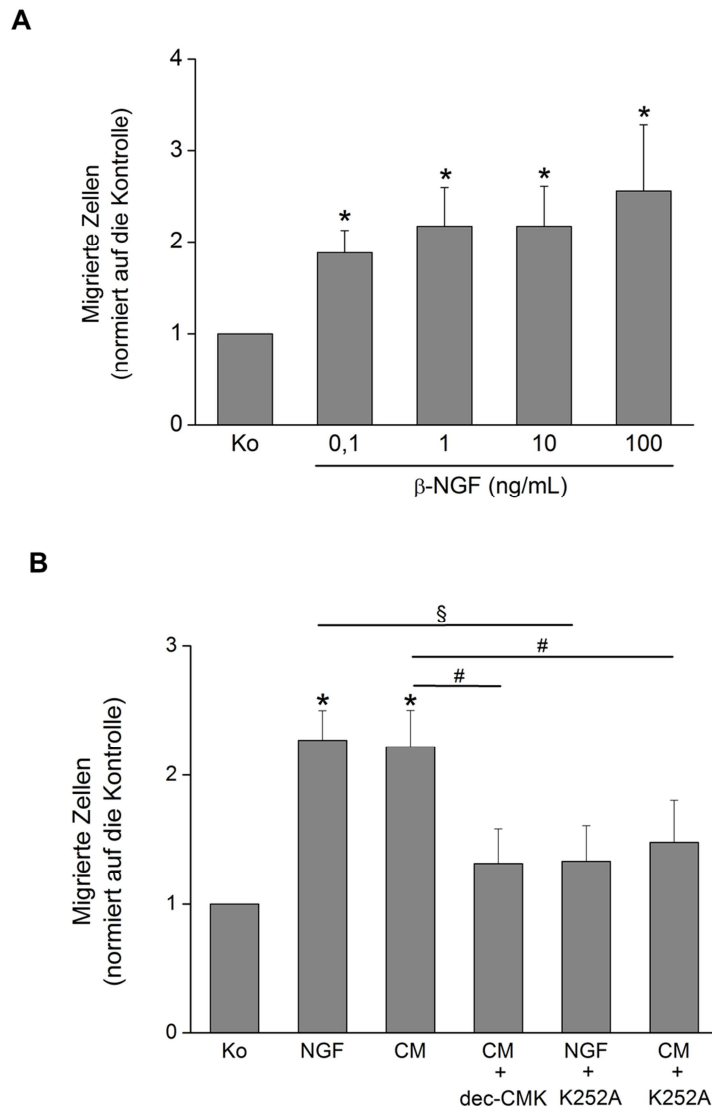 A
Migrierte Zellen
(normiert auf die Kontrolle)
4
3
2
1
0
*
*
*
*
Ko
0,1
1
10
100
β-NGF (ng/mL)
B
Migrierte Zellen
(normiert auf die Kontrolle)
3
2
1
0
§
#
#
*
*
Ko
NGF
CM
CM
+
dec-CMK
NGF
+
K252A
CM
+
K252A